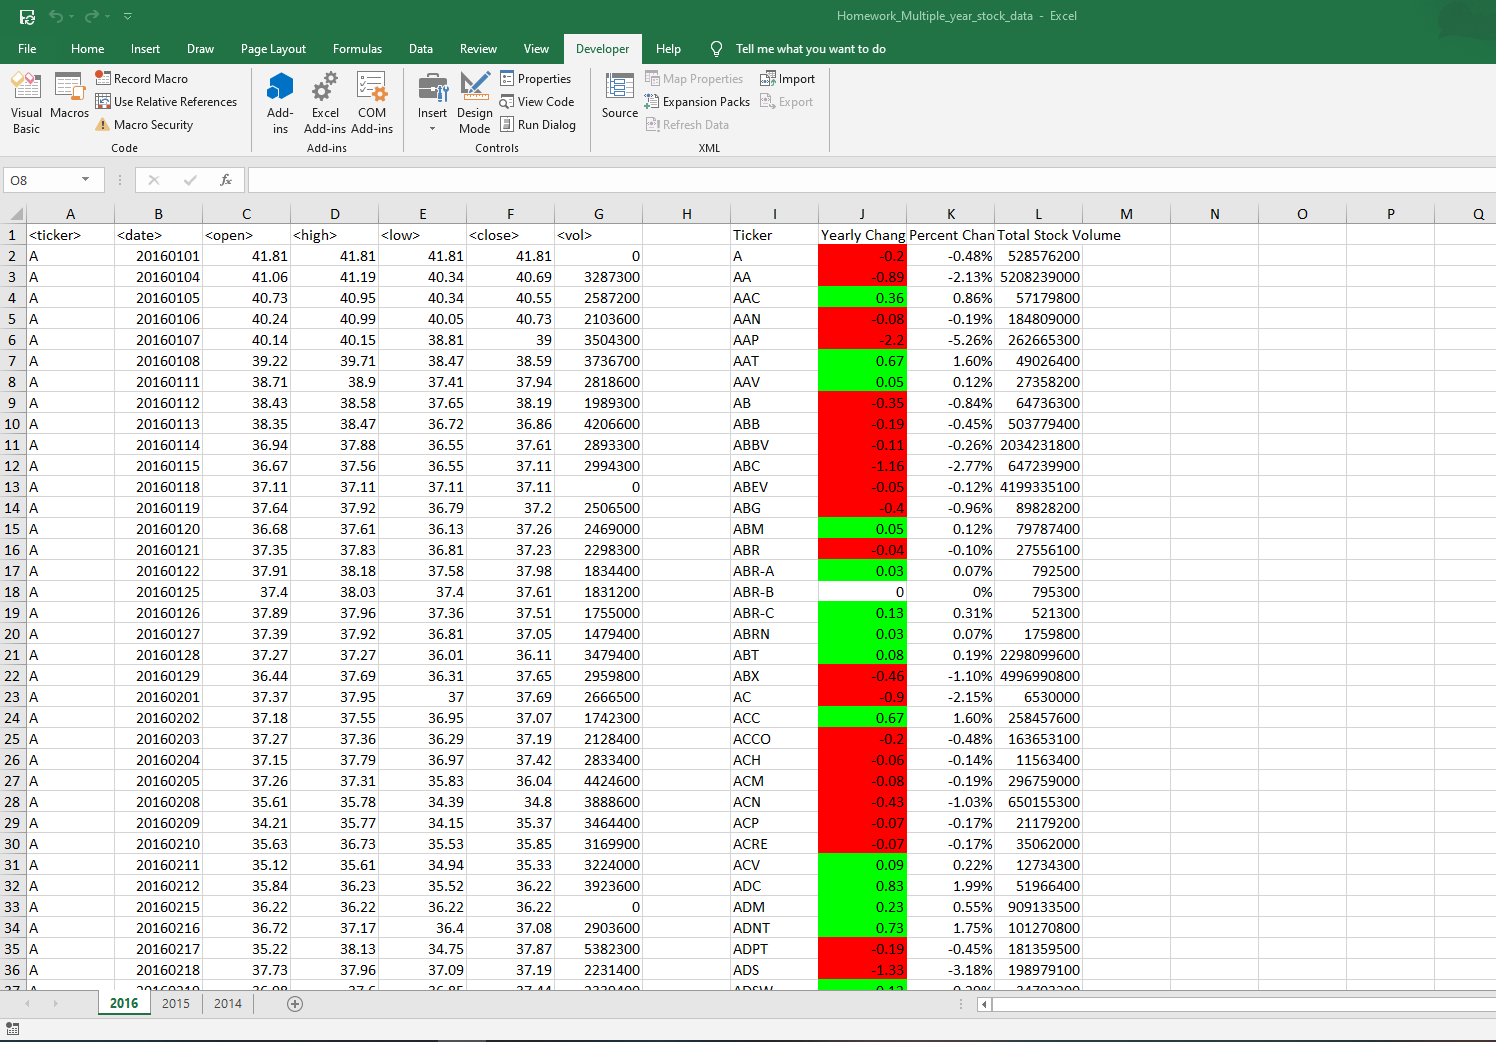 Homework_Multiple_year_stock_data - Excel
File Home Insert Draw Page Layout Formulas Data Review View Developer Help Tell me what you want to do
Visual Basic
Macros
Record Macro
Use Relative References
Macro Security
Code
Add-ins
Excel Add-ins
COM Add-ins
Add-ins
Insert
Design Mode
Properties
View Code
Run Dialog
Controls
Source
Map Properties
Expansion Packs
Refresh Data
Import
Export
XML
O8 fx
A B C D E F G H I J K L M N O P Q
1 <ticker> <date> <open> <high> <low> <close> <vol> Ticker Yearly Chang Percent Chan Total Stock Volume
2 A 20160101 41.81 41.81 41.81 41.81 0 A -0.2 -0.48% 528576200
3 A 20160104 41.06 41.19 40.34 40.69 3287300 AA -0.89 -2.13% 5208239000
4 A 20160105 40.73 40.95 40.34 40.55 2587200 AAC 0.36 0.86% 57179800
5 A 20160106 40.24 40.99 40.05 40.73 2103600 AAN -0.08 -0.19% 184809000
6 A 20160107 40.14 40.15 38.81 39 3504300 AAP -2.2 -5.26% 262665300
7 A 20160108 39.22 39.71 38.47 38.59 3736700 AAT 0.67 1.60% 49026400
8 A 20160111 38.71 38.9 37.41 37.94 2818600 AAV 0.05 0.12% 27358200
9 A 20160112 38.43 38.58 37.65 38.19 1989300 AB -0.35 -0.84% 64736300
10 A 20160113 38.35 38.47 36.72 36.86 4206600 ABB -0.19 -0.45% 503779400
11 A 20160114 36.94 37.88 36.55 37.61 2893300 ABBV -0.11 -0.26% 2034231800
12 A 20160115 36.67 37.56 36.55 37.11 2994300 ABC -1.16 -2.77% 647239900
13 A 20160118 37.11 37.11 37.11 37.11 0 ABEV -0.05 -0.12% 4199335100
14 A 20160119 37.64 37.92 36.79 37.2 2506500 ABG -0.4 -0.96% 89828200
15 A 20160120 36.68 37.61 36.13 37.26 2469000 ABM 0.05 0.12% 79787400
16 A 20160121 37.35 37.83 36.81 37.23 2298300 ABR -0.04 -0.10% 27556100
17 A 20160122 37.91 38.18 37.58 37.98 1834400 ABR-A 0.03 0.07% 792500
18 A 20160125 37.4 38.03 37.4 37.61 1831200 ABR-B 0 0% 795300
19 A 20160126 37.89 37.96 37.36 37.51 1755000 ABR-C 0.13 0.31% 521300
20 A 20160127 37.39 37.92 36.81 37.05 1479400 ABRN 0.03 0.07% 1759800
21 A 20160128 37.27 37.27 36.01 36.11 3479400 ABT 0.08 0.19% 2298099600
22 A 20160129 36.44 37.69 36.31 37.65 2959800 ABX -0.46 -1.10% 4996990800
23 A 20160201 37.37 37.95 37 37.69 2666500 AC -0.9 -2.15% 6530000
24 A 20160202 37.18 37.55 36.95 37.07 1742300 ACC 0.67 1.60% 258457600
25 A 20160203 37.27 37.36 36.29 37.19 2128400 ACCO -0.2 -0.48% 163653100
26 A 20160204 37.15 37.79 36.97 37.42 2833400 ACH -0.06 -0.14% 11563400
27 A 20160205 37.26 37.31 35.83 36.04 4424600 ACM -0.08 -0.19% 296759000
28 A 20160208 35.61 35.78 34.39 34.8 3888600 ACN -0.43 -1.03% 650155300
29 A 20160209 34.21 35.77 34.15 35.37 3464400 ACP -0.07 -0.17% 21179200
30 A 20160210 35.63 36.73 35.53 35.85 3169900 ACRE -0.07 -0.17% 35062000
31 A 20160211 35.12 35.61 34.94 35.33 3224000 ACV 0.09 0.22% 12734300
32 A 20160212 35.84 36.23 35.52 36.22 3923600 ADC 0.83 1.99% 51966400
33 A 20160215 36.22 36.22 36.22 36.22 0 ADM 0.23 0.55% 909133500
34 A 20160216 36.72 37.17 36.4 37.08 2903600 ADNT 0.73 1.75% 101270800
35 A 20160217 35.22 38.13 34.75 37.87 5382300 ADPT -0.19 -0.45% 181359500
36 A 20160218 37.73 37.96 37.09 37.19 2231400 ADS -1.33 -3.18% 198979100
2016 2015 2014